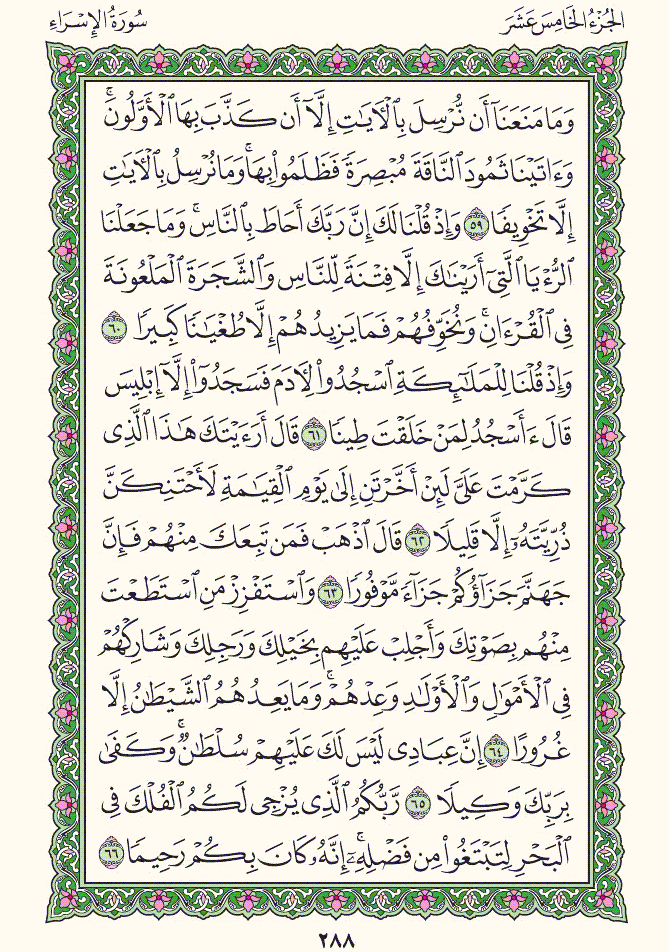 الجُزْءُ الخَامِسَ عَشَرَ
سُورَةُ الإِسْرَاءِ
وَمَا مَنَعَنَآ أَن نُّرْسِلَ بِٱلْأَيَٰتِ إِلَّآ أَن كَذَّبَ بِهَا ٱلْأَوَّلُونَۚ
وَءَاتَيْنَا ثَمُودَ ٱلنَّاقَةَ مُبْصِرَةً فَظَلَمُوا۟ بِهَاۚ وَمَا نُرْسِلُ بِٱلْأَيَٰتِ
إِلَّا تَخْوِيفًا ٥٩ وَإِذْ قُلْنَا لَكَ إِنَّ رَبَّكَ أَحَاطَ بِٱلنَّاسِۚ وَمَا جَعَلْنَا
ٱلرُّءْيَا ٱلَّتِىٓ أَرَيْنَٰكَ إِلَّا فِتْنَةً لِّلنَّاسِ وَٱلشَّجَرَةَ ٱلْمَلْعُونَةَ
فِى ٱلْقُرْءَانِۚ وَنُخَوِّفُهُمْ فَمَا يَزِيدُهُمْ إِلَّا طُغْيَٰنًا كَبِيرًا ٦٠
وَإِذْ قُلْنَا لِلْمَلَٰٓئِكَةِ ٱسْجُدُوا۟ لِأَدَمَ فَسَجَدُوٓا۟ إِلَّآ إِبْلِيسَ
قَالَ ءَأَسْجُدُ لِمَنْ خَلَقْتَ طِينًا ٦١ قَالَ أَرَءَيْتَكَ هَٰذَا ٱلَّذِى
كَرَّمْتَ عَلَىَّ لَئِنْ أَخَّرْتَنِ إِلَىٰ يَوْمِ ٱلْقِيَٰمَةِ لَأَحْتَنِكَنَّ
ذُرِّيَّتَهُۥٓ إِلَّا قَلِيلًا ٦٢ قَالَ ٱذْهَبْ فَمَن تَبِعَكَ مِنْهُمْ فَإِنَّ
جَهَنَّمَ جَزَآؤُكُمْ جَزَآءً مَّوْفُورًا ٦٣ وَٱسْتَفْزِزْ مَنِ ٱسْتَطَعْتَ
مِنْهُم بِصَوْتِكَ وَأَجْلِبْ عَلَيْهِم بِخَيْلِكَ وَرَجِلِكَ وَشَارِكْهُمْ
فِى ٱلْأَمْوَٰلِ وَٱلْأَوْلَٰدِ وَعِدْهُمْۚ وَمَا يَعِدُهُمُ ٱلشَّيْطَٰنُ إِلَّا
غُرُورًا ٦٤ إِنَّ عِبَادِى لَيْسَ لَكَ عَلَيْهِمْ سُلْطَٰنٌۚ وَكَفَىٰ
بِرَبِّكَ وَكِيلًا ٦٥ رَّبُّكُمُ ٱلَّذِى يُزْجِى لَكُمُ ٱلْفُلْكَ فِى
ٱلْبَحْرِ لِتَبْتَغُوا۟ مِن فَضْلِهِۦٓۚ إِنَّهُۥ كَانَ بِكُمْ رَحِيمًا ٦٦
٢٨٨